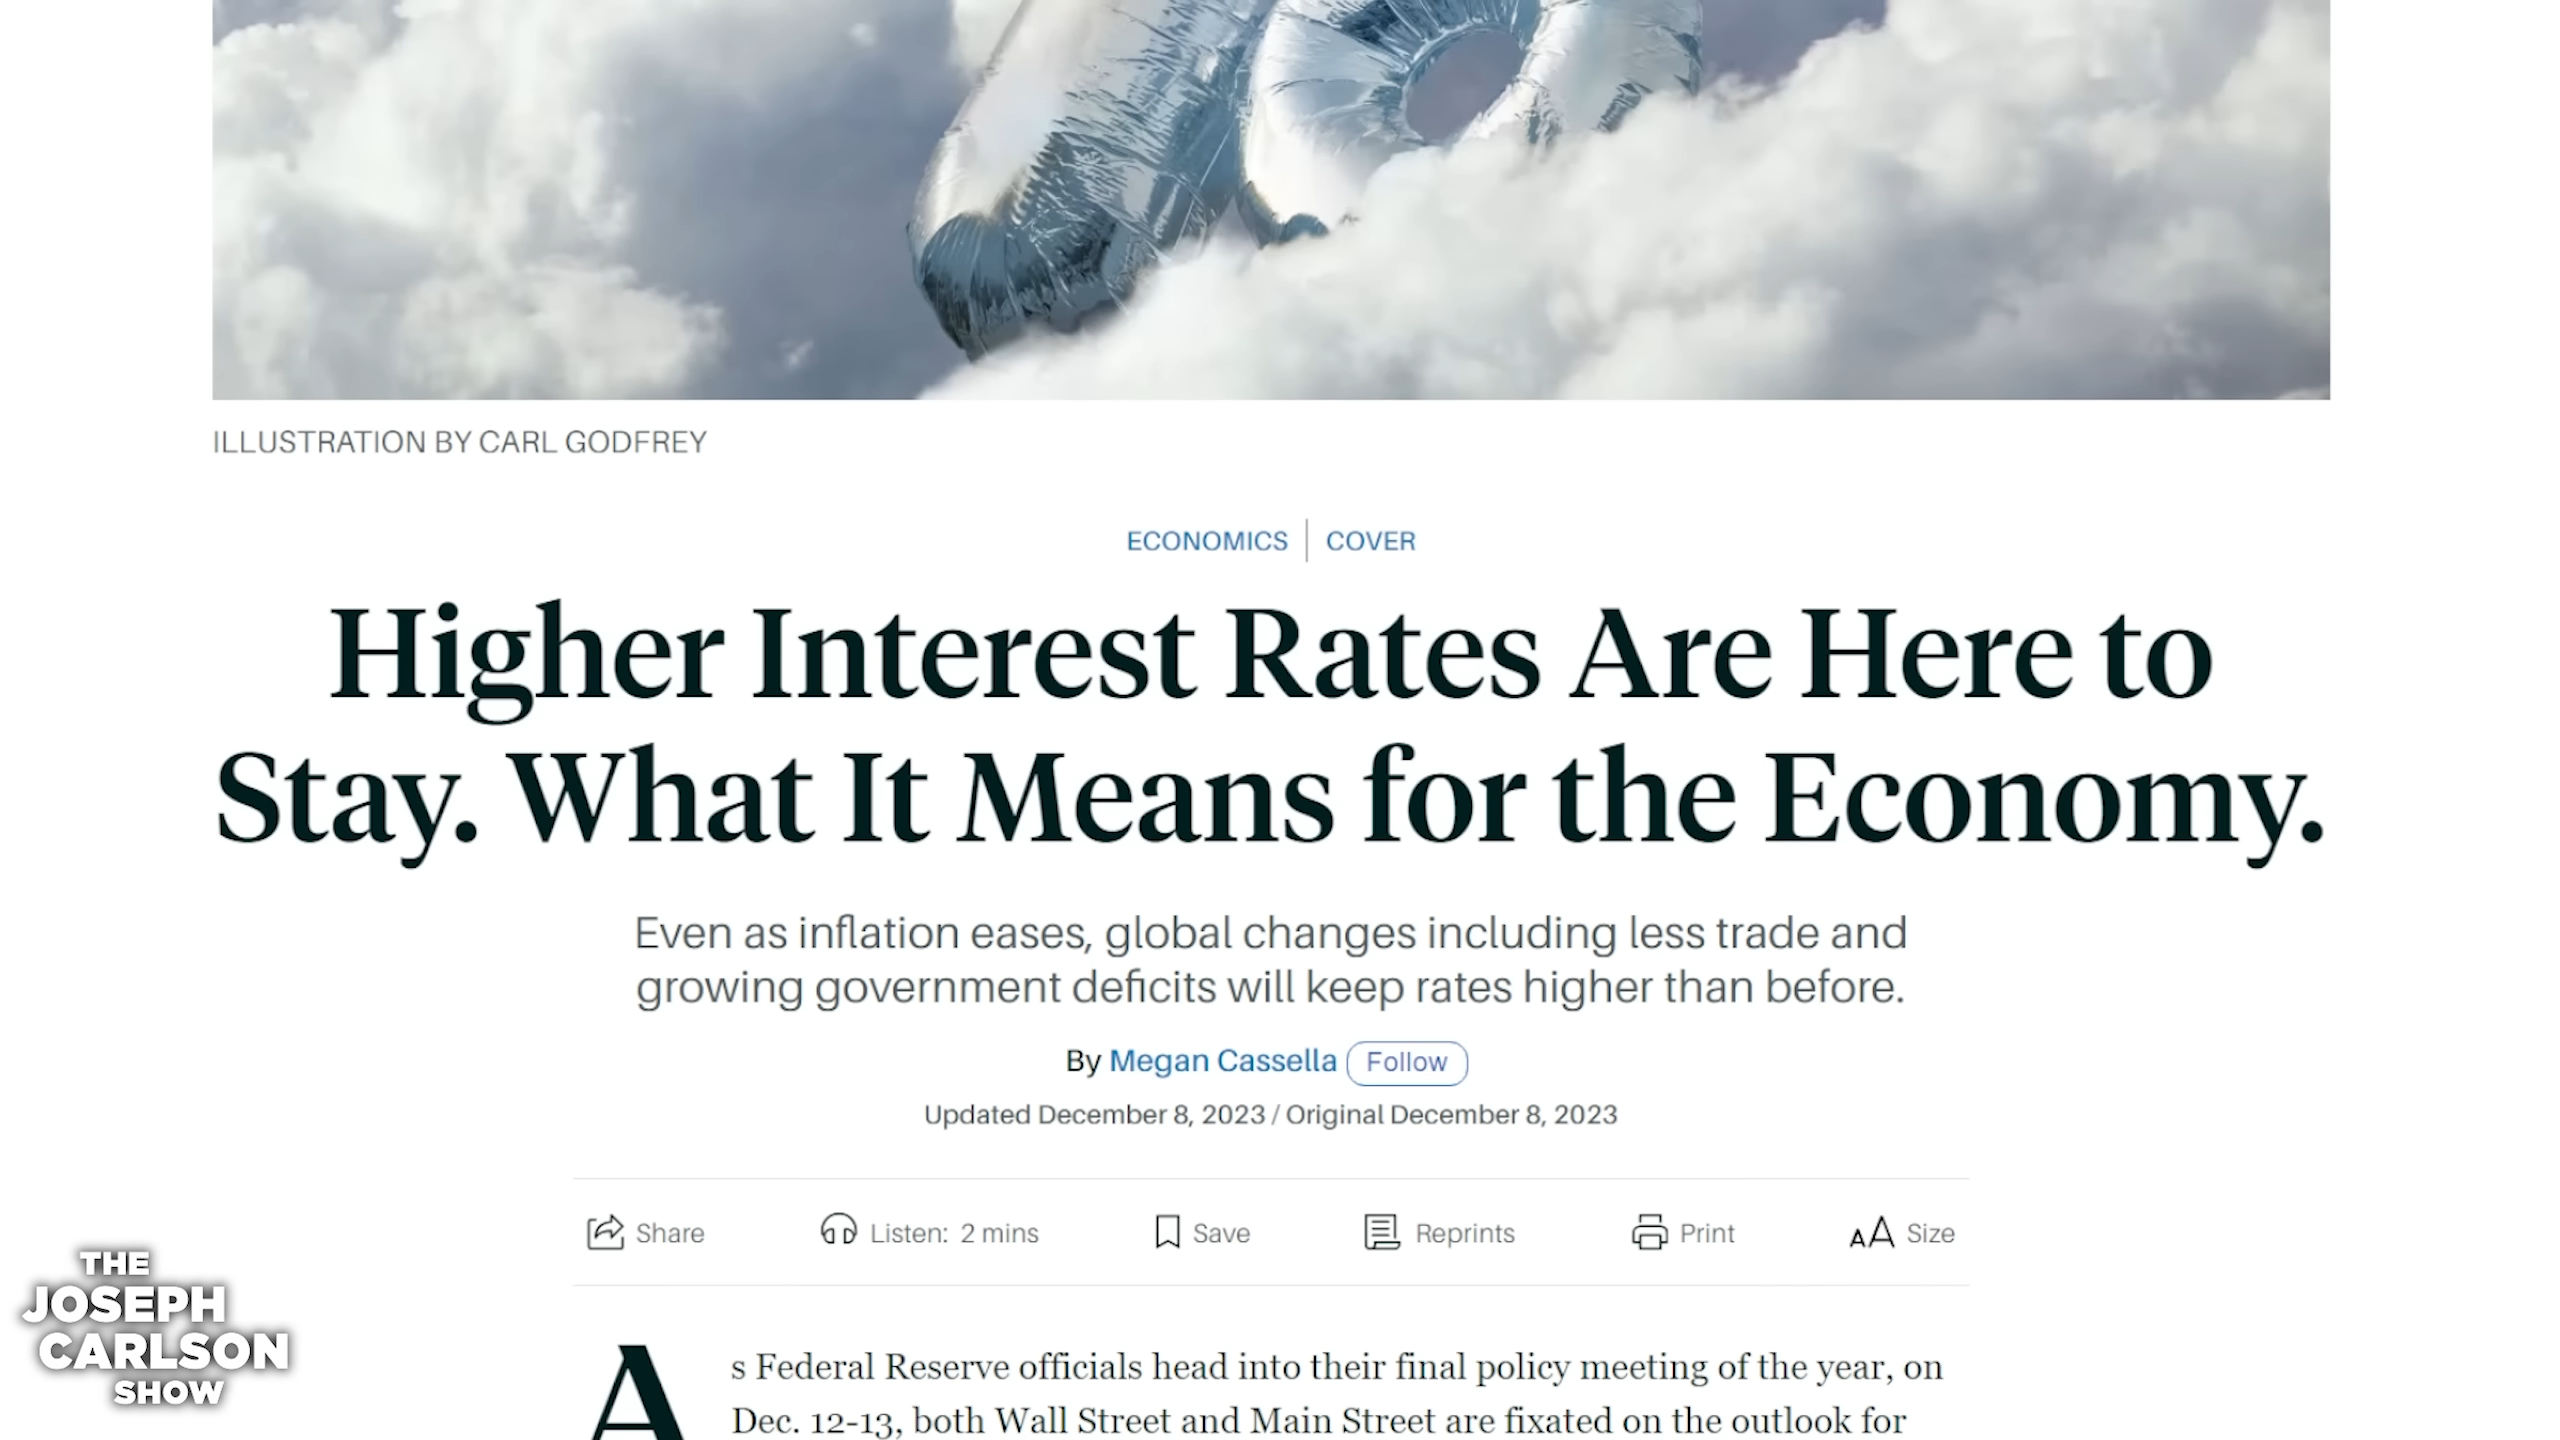 ILLUSTRATION BY CARL GODFREY
ECONOMICS | COVER
Higher Interest Rates Are Here to
Stay. What It Means for the Economy.
Even as inflation eases, global changes including less trade and
growing government deficits will keep rates higher than before.
By Megan Cassella Follow
Updated December 8, 2023 / Original December 8, 2023
Share Listen: 2 mins Save Reprints Print AA Size
As Federal Reserve officials head into their final policy meeting of the year, on
Dec. 12-13, both Wall Street and Main Street are fixated on the outlook for
THE
JOSEPH
CARLSON
SHOW